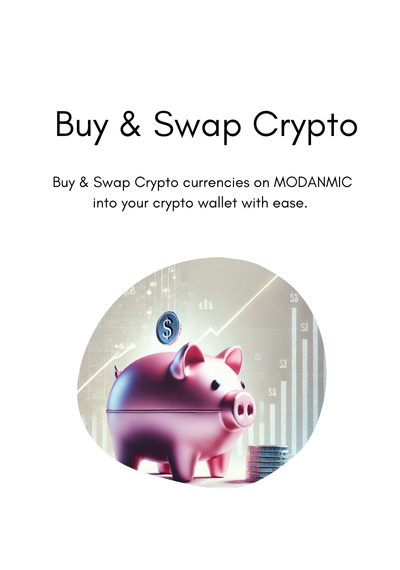 Buy & Swap Crypto
Buy & Swap Crypto currencies on MODANMIC
into your crypto wallet with ease.
$